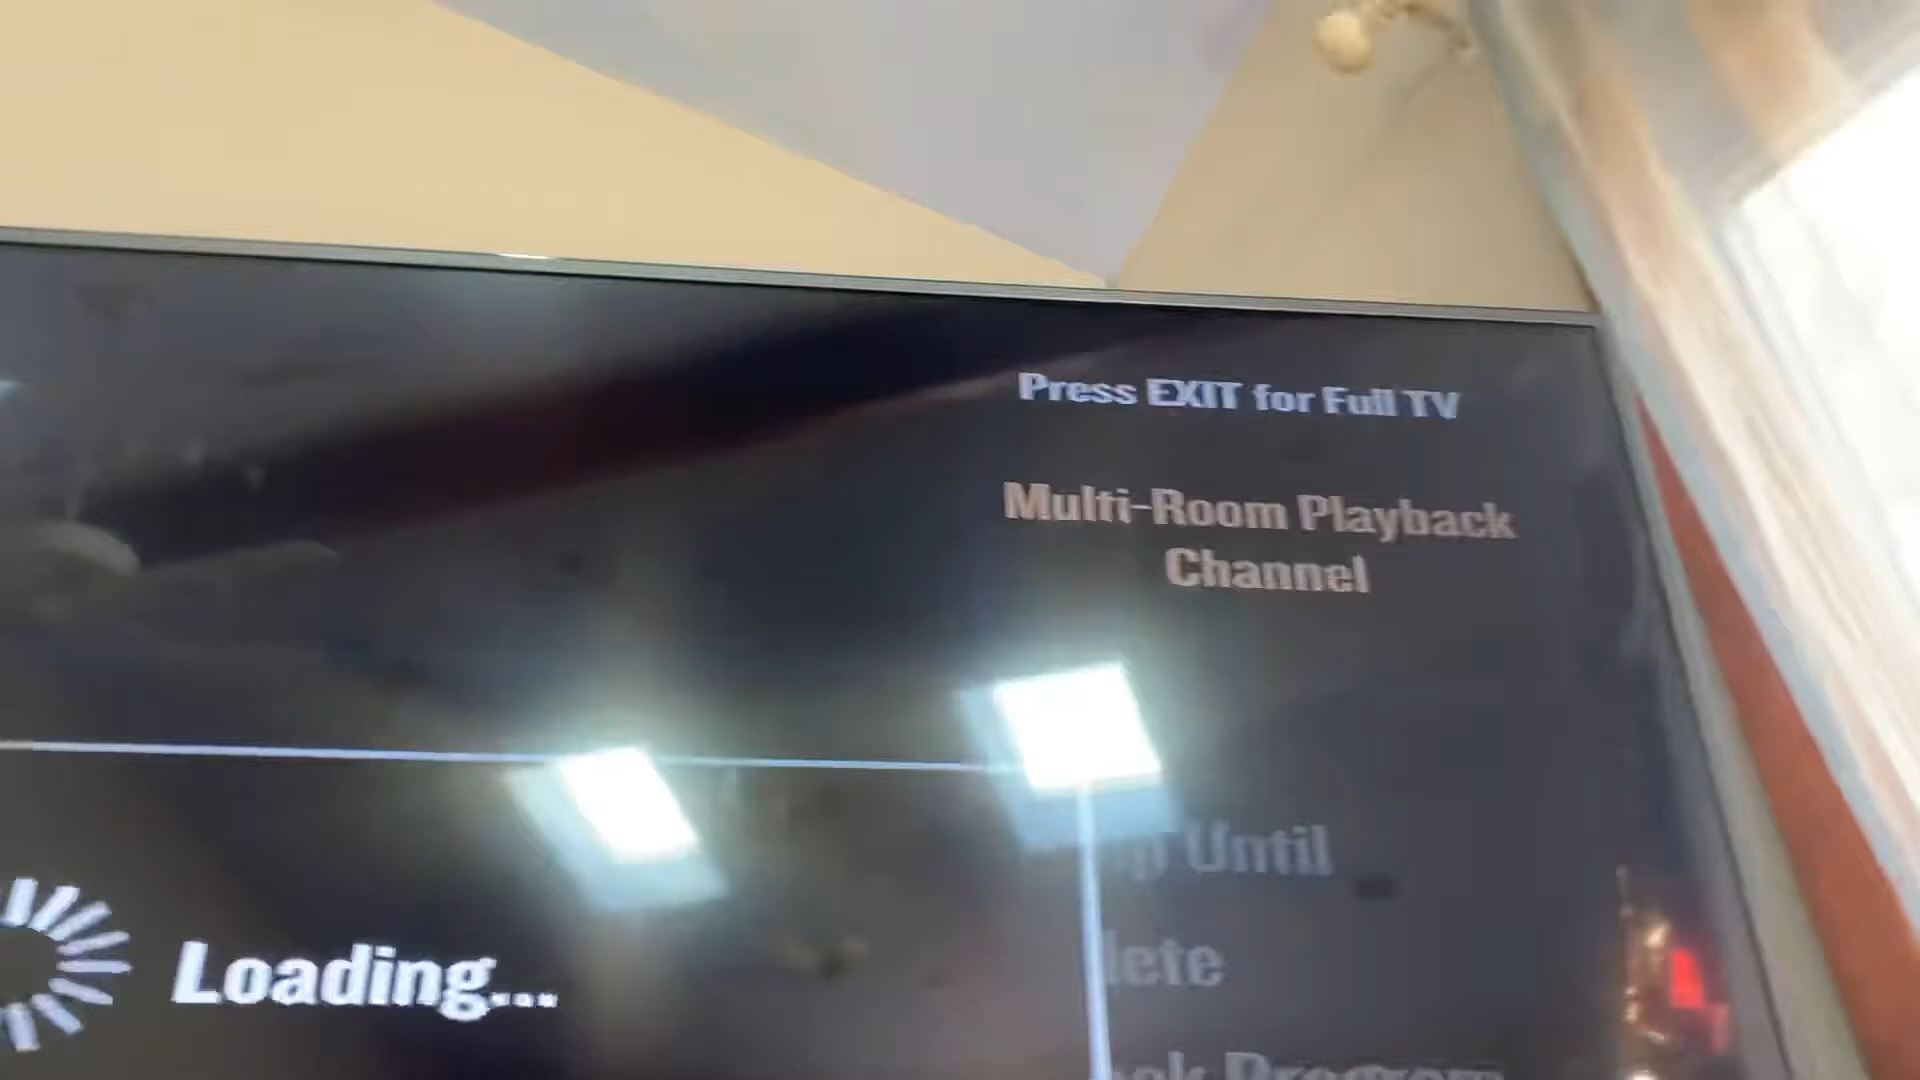 Press EXIT for Full TV
Multi-Room Playback
Channel
Until
Loading...